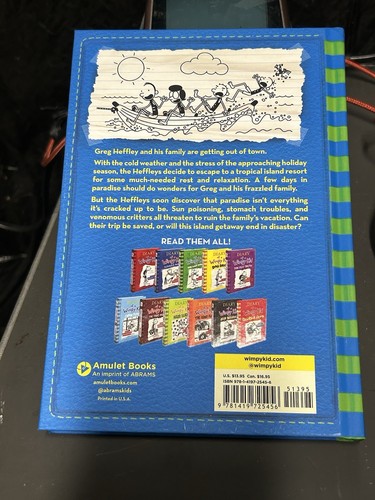 Greg Heffley and his family are getting out of town.
With the cold weather and the stress of the approaching holiday
season, the Heffleys decide to escape to a tropical island resort
for some much-needed rest and relaxation. A few days in
paradise should do wonders for Greg and his frazzled family.
But the Heffleys soon discover that paradise isn't everything
it's cracked up to be. Sun poisoning, stomach troubles, and
venomous critters all threaten to ruin the family's vacation. Can
their trip be saved, or will this island getaway end in disaster?
READ THEM ALL!
Amulet Books
An imprint of ABRAMS
amuletbooks.com
@abramskids
Printed in U.S.A.
wimpykid.com
@wimpykid
U.S. $13.95 Can. $16.95
ISBN 978-1-4197-2545-6
51395
9 781419 725456